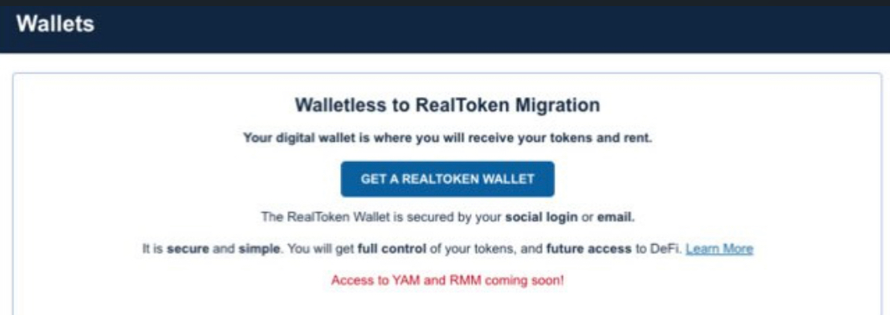 Wallets
Walletless to RealToken Migration
Your digital wallet is where you will receive your tokens and rent.
GET A REALTOKEN WALLET
The RealToken Wallet is secured by your social login or email.
It is secure and simple. You will get full control of your tokens, and future access to DeFi. Learn More
Access to YAM and RMM coming soon!